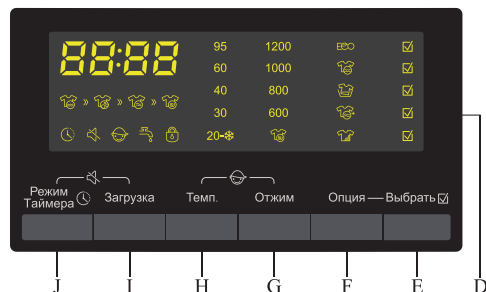 88:88 95 1200 ECO
60 1000
40 800
30 600
20-
Режим Таймера Загрузка Темп. Отжим Опция — Выбрать
J I H G F E D